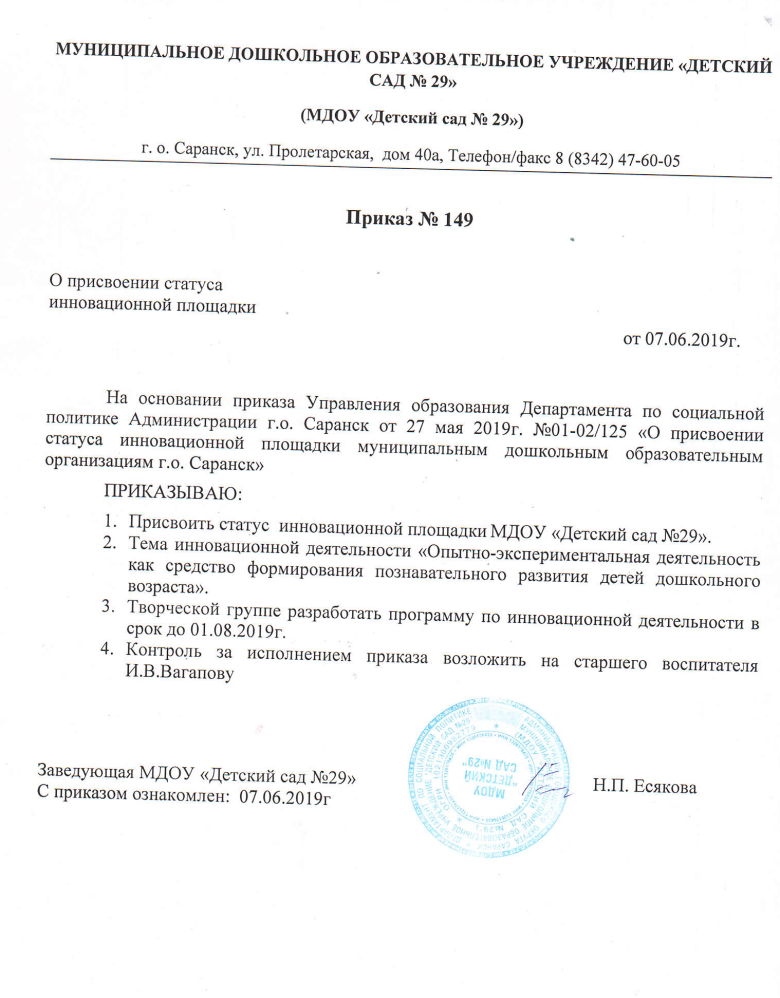 МУНИЦИПАЛЬНОЕ ДОШКОЛЬНОЕ ОБРАЗОВАТЕЛЬНОЕ УЧРЕЖДЕНИЕ «ДЕТСКИЙ
САД № 29»
(МДОУ «Детский сад № 29»)
г. о. Саранск, ул. Пролетарская, дом 40а, Телефон/факс 8 (8342) 47-60-05
Приказ № 149
О присвоении статуса
инновационной площадки
от 07.06.2019г.
На основании приказа Управления образования Департамента по социальной
политике Администрации г.о. Саранск от 27 мая 2019г. №01-02/125 «О присвоении
статуса инновационной площадки муниципальным дошкольным образовательным
организациям г.о. Саранск»
ПРИКАЗЫВАЮ:
1. Присвоить статус инновационной площадки МДОУ «Детский сад №29».
2. Тема инновационной деятельности «Опытно-экспериментальная деятельность
как средство формирования познавательного развития детей дошкольного
возраста».
3. Творческой группе разработать программу по инновационной деятельности в
срок до 01.08.2019г.
4. Контроль за исполнением приказа возложить на старшего воспитателя
И.В.Вагапову
МДОУ
"ДЕТСКИЙ
САД №29"
Заведующая МДОУ «Детский сад №29»
Н.П. Есякова
С приказом ознакомлен: 07.06.2019г